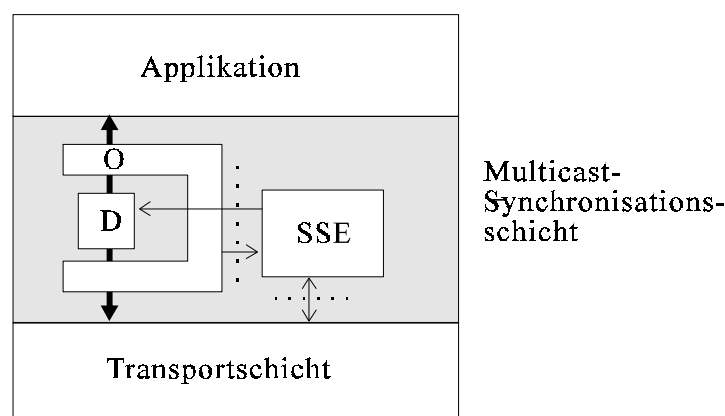 Applikation
O
D
SSE
Multicast-
Synchronisations-
schicht
Transportschicht